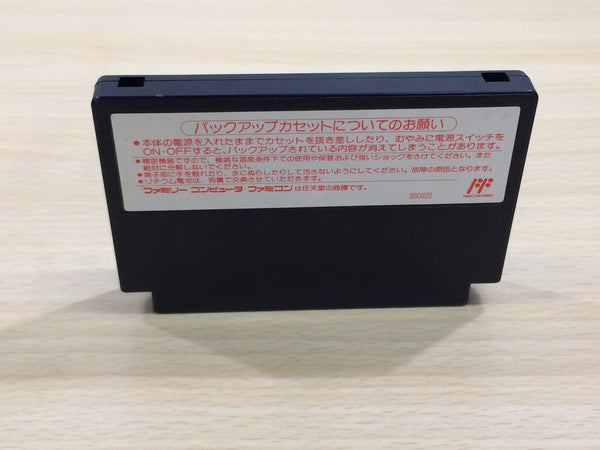 バックアップカセットについてのお願い
●本体の電源を入れたままでカセットを抜き差ししたり、むやみに電源スイッチを
ON-OFFすると、バックアップされている内容が消えてしまうことがあります。
●精密機器ですので、極端な温度条件下での使用や保管および強いショックをさけてください。また
絶対に分解しないでください。
●端子部に手を触れたり、水にぬらしたりして汚さないようにしてください。故障の原因となります。
●リチウム電池は、有償で交換させていただきます。
ファミリーコンピュータ・ファミコンは任天堂の商標です。
880920